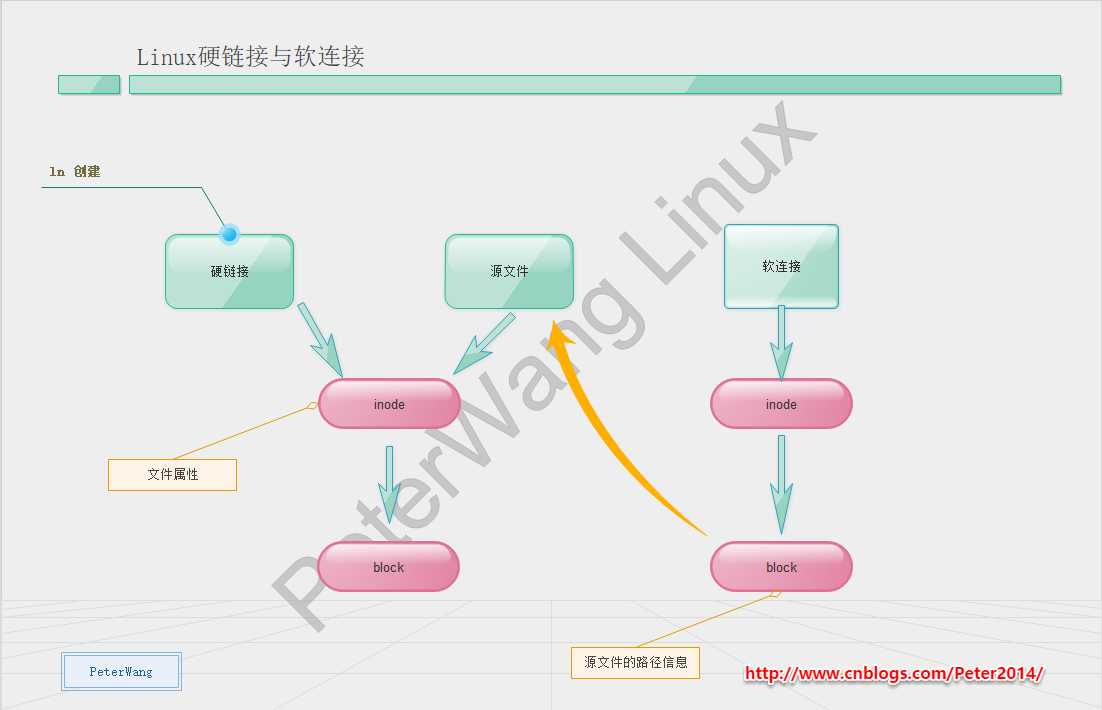 Linux硬链接与软连接
ln 创建
硬链接
源文件
软连接
inode
inode
文件属性
block
block
源文件的路径信息
PeterWang
http://www.cnblogs.com/Peter2014/
PeterWang Linux